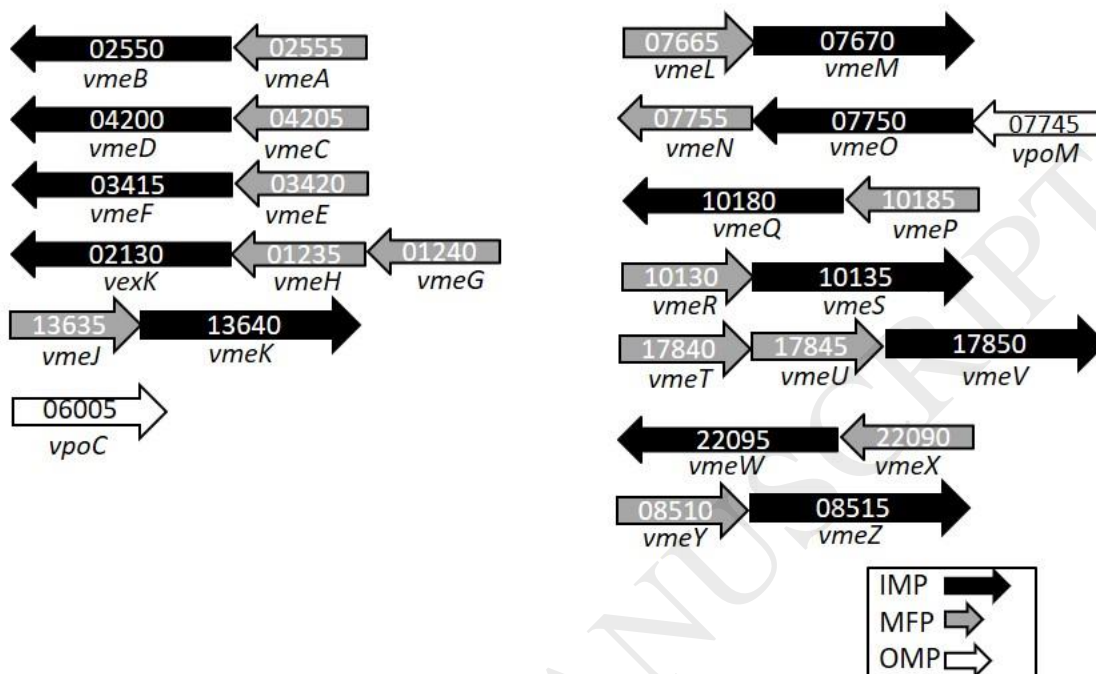 02550 02555
vmeB vmeA
04200 04205
vmeD vmeC
03415 03420
vmeF vmeE
02130 01235 01240
vexK vmeH vmeG
13635 13640
vmeJ vmeK
06005
vpoC
07665 07670
vmeL vmeM
07755 07750 07745
vmeN vmeO vpoM
10180 10185
vmeQ vmeP
10130 10135
vmeR vmeS
17840 17845 17850
vmeT vmeU vmeV
22095 22090
vmeW vmeX
08510 08515
vmeY vmeZ
IMP
MFP
OMP
ANUSCRIPT